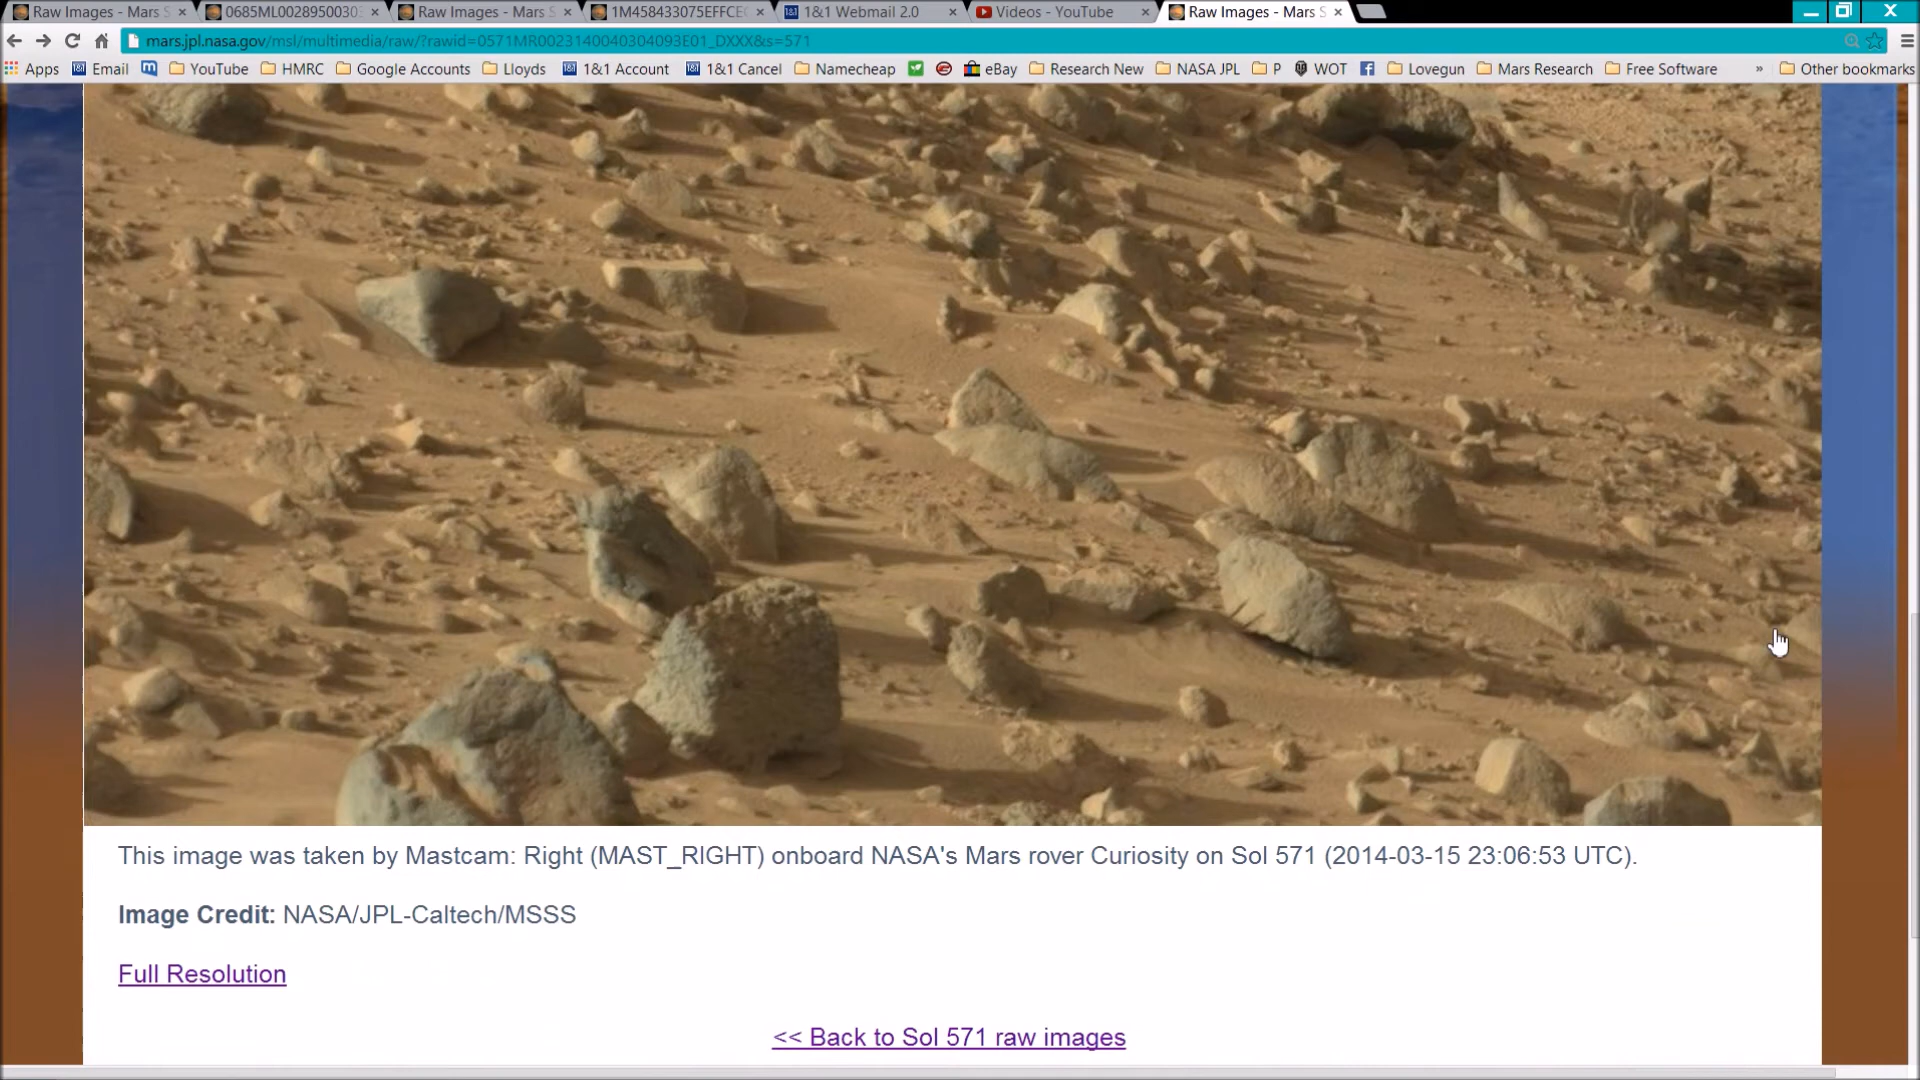 Raw Images - Mars S
0685ML0028950030
Raw Images - Mars S
1M458433075EFFCE
1&1 Webmail 2.0
Videos - YouTube
Raw Images - Mars S
mars.jpl.nasa.gov/msl/multimedia/raw/?rawid=0571MR0023140040304093E01_DXXX&s=571
Apps Email YouTube HMRC Google Accounts Lloyds 1&1 Account 1&1 Cancel Namecheap eBay Research New NASA JPL P WOT Lovegun Mars Research Free Software » Other bookmarks
This image was taken by Mastcam: Right (MAST_RIGHT) onboard NASA's Mars rover Curiosity on Sol 571 (2014-03-15 23:06:53 UTC).
Image Credit: NASA/JPL-Caltech/MSSS
Full Resolution
<< Back to Sol 571 raw images